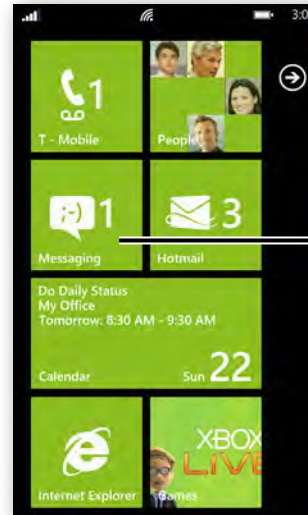 3:0
1
T - Mobile
People
;-) 1
Messaging
3
Hotmail
Do Daily Status
My Office
Tomorrow: 8:30 AM - 9:30 AM
Calendar
Sun 22
Internet Explorer
XBOX
LIVE
Games